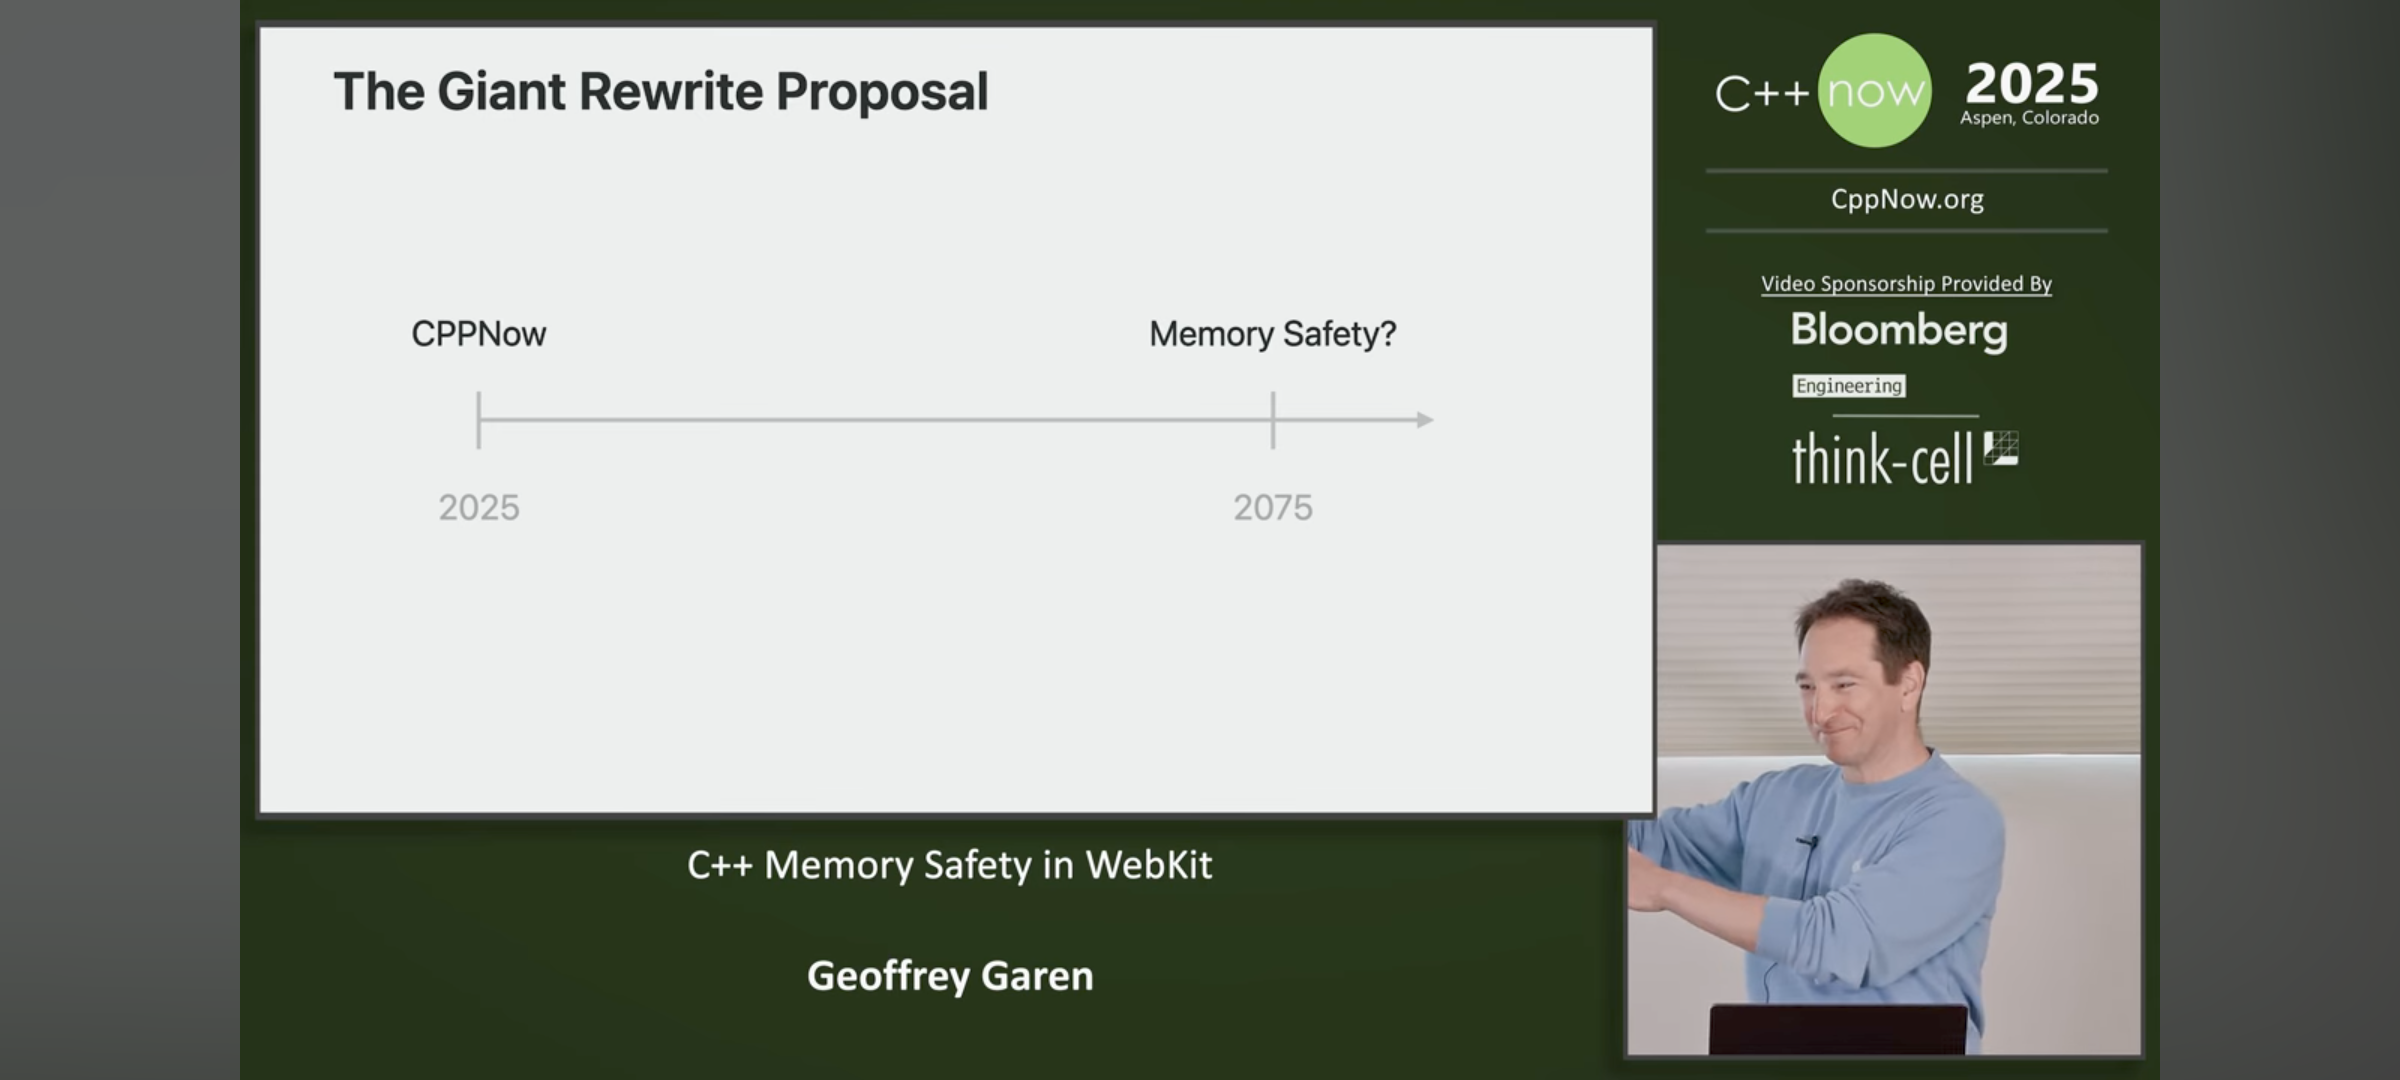 The Giant Rewrite Proposal
CPPNow
Memory Safety?
2025
2075
C++ now
2025
Aspen, Colorado
CppNow.org
Video Sponsorship Provided By
Bloomberg
Engineering
think-cell
C++ Memory Safety in WebKit
Geoffrey Garen